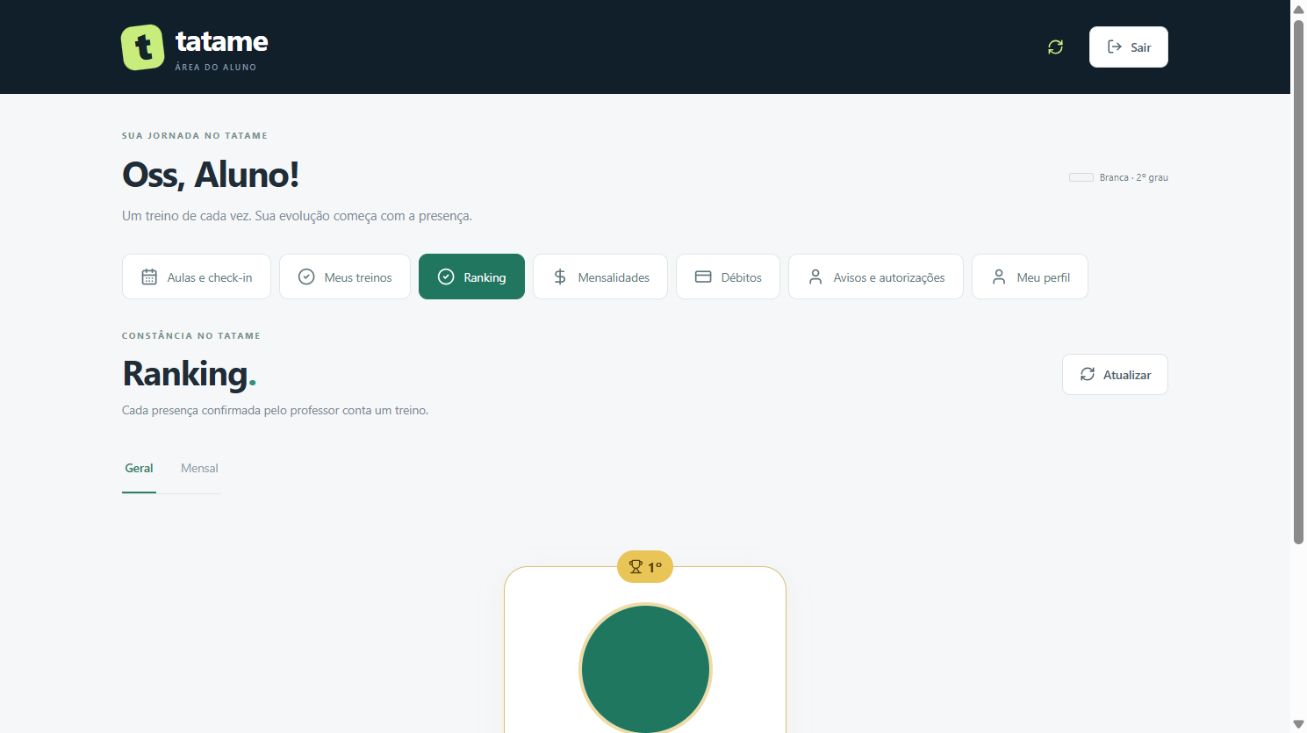 t tatame
ÁREA DO ALUNO
Sair
SUA JORNADA NO TATAME
Oss, Aluno!
Branca · 2º grau
Um treino de cada vez. Sua evolução começa com a presença.
Aulas e check-in
Meus treinos
Ranking
Mensalidades
Débitos
Avisos e autorizações
Meu perfil
CONSTÂNCIA NO TATAME
Ranking.
Atualizar
Cada presença confirmada pelo professor conta um treino.
Geral
Mensal
1º